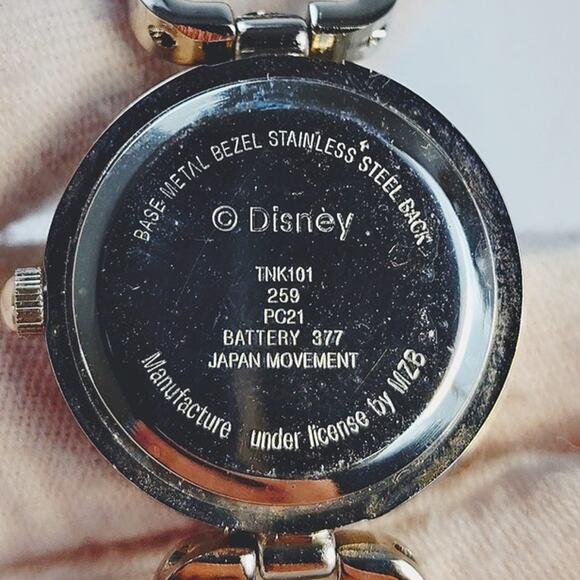 BASE METAL BEZEL STAINLESS STEEL BACK
© Disney
TNK101
259
PC21
BATTERY 377
JAPAN MOVEMENT
Manufacture under license by MZB